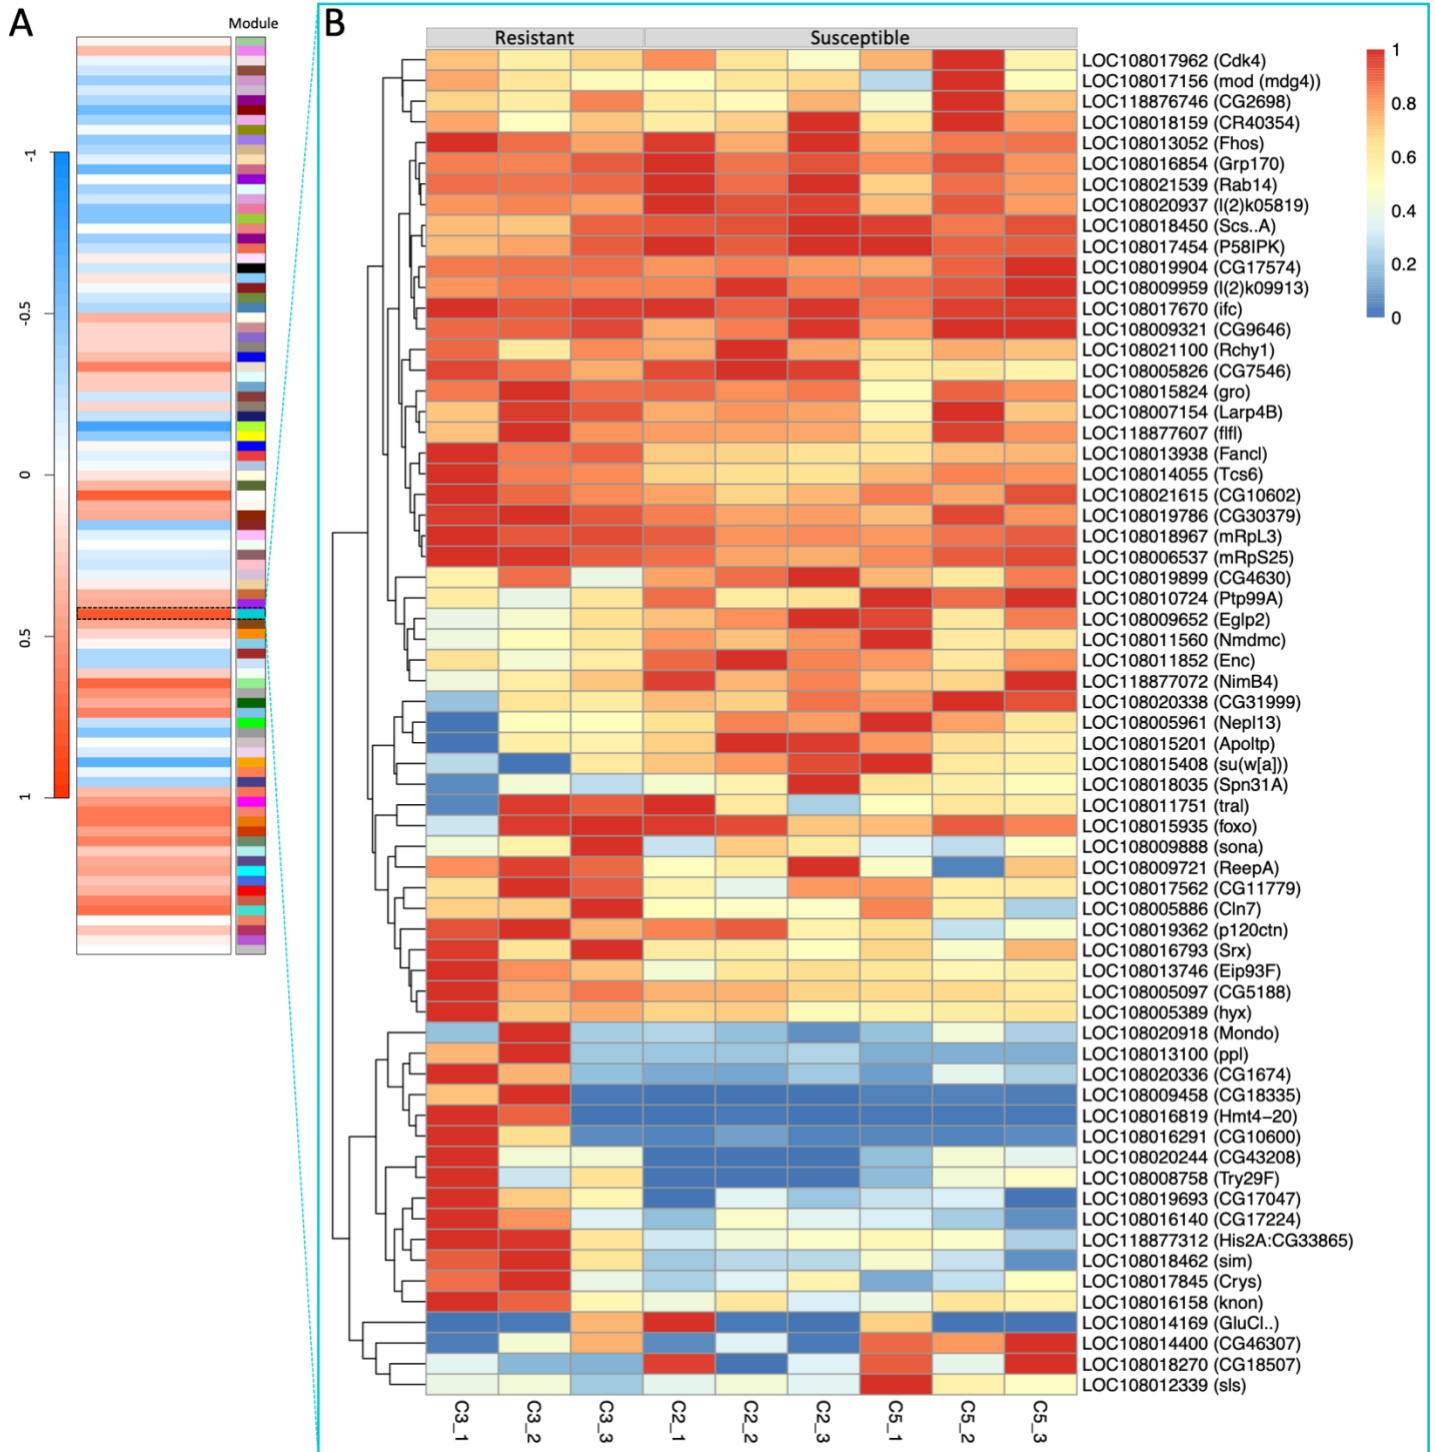 A
Module
-1
-0.5
0
0.5
1
B
Resistant
Susceptible
LOC108017962 (Cdk4)
LOC108017156 (mod (mdg4))
LOC118876746 (CG2698)
LOC108018159 (CR40354)
LOC108013052 (Fhos)
LOC108016854 (Grp170)
LOC108021539 (Rab14)
LOC108020937 (l(2)k05819)
LOC108018450 (Scs..A)
LOC108017454 (P58IPK)
LOC108019904 (CG17574)
LOC108009959 (l(2)k09913)
LOC108017670 (ifc)
LOC108009321 (CG9646)
LOC108021100 (Rchy1)
LOC108005826 (CG7546)
LOC108015824 (gro)
LOC108007154 (Larp4B)
LOC118877607 (flfl)
LOC108013938 (Fancl)
LOC108014055 (Tcs6)
LOC108021615 (CG10602)
LOC108019786 (CG30379)
LOC108018967 (mRpL3)
LOC108006537 (mRpS25)
LOC108019899 (CG4630)
LOC108010724 (Ptp99A)
LOC108009652 (Eglp2)
LOC108011560 (Nmdmc)
LOC108011852 (Enc)
LOC118877072 (NimB4)
LOC108020338 (CG31999)
LOC108005961 (Nepl13)
LOC108015201 (Apoltp)
LOC108015408 (su(w[a]))
LOC108018035 (Spn31A)
LOC108011751 (tral)
LOC108015935 (foxo)
LOC108009888 (sona)
LOC108009721 (ReepA)
LOC108017562 (CG11779)
LOC108005886 (Cln7)
LOC108019362 (p120ctn)
LOC108016793 (Srx)
LOC108013746 (Eip93F)
LOC108005097 (CG5188)
LOC108005389 (hyx)
LOC108020918 (Mondo)
LOC108013100 (ppl)
LOC108020336 (CG1674)
LOC108009458 (CG18335)
LOC108016819 (Hmt4−20)
LOC108016291 (CG10600)
LOC108020244 (CG43208)
LOC108008758 (Try29F)
LOC108019693 (CG17047)
LOC108016140 (CG17224)
LOC118877312 (His2A:CG33865)
LOC108018462 (sim)
LOC108017845 (Crys)
LOC108016158 (knon)
LOC108014169 (GluCl..)
LOC108014400 (CG46307)
LOC108018270 (CG18507)
LOC108012339 (sls)
1
0.8
0.6
0.4
0.2
0
C3_1
C3_2
C3_3
C2_1
C2_2
C2_3
C5_1
C5_2
C5_3